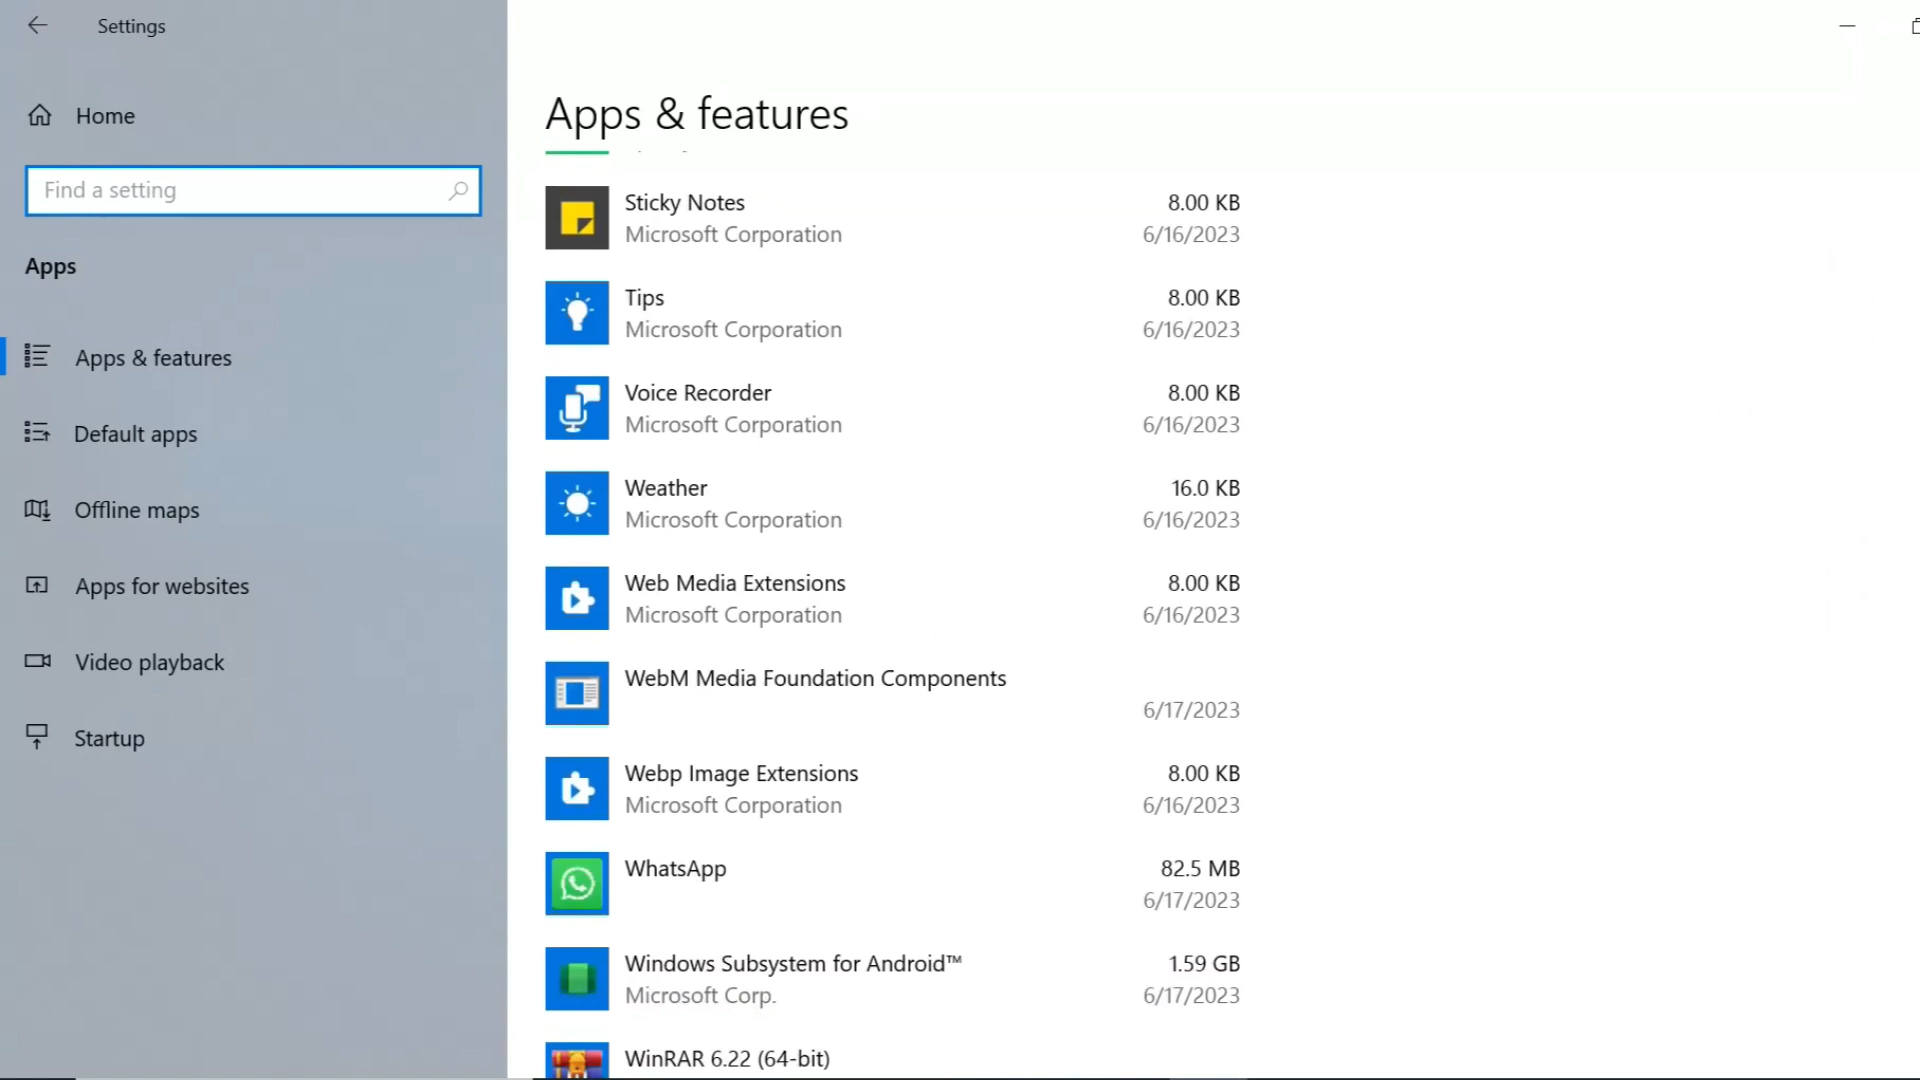 Settings
Home
Find a setting
Apps
Apps & features
Default apps
Offline maps
Apps for websites
Video playback
Startup
Apps & features
Sticky Notes 8.00 KB
Microsoft Corporation 6/16/2023
Tips 8.00 KB
Microsoft Corporation 6/16/2023
Voice Recorder 8.00 KB
Microsoft Corporation 6/16/2023
Weather 16.0 KB
Microsoft Corporation 6/16/2023
Web Media Extensions 8.00 KB
Microsoft Corporation 6/16/2023
WebM Media Foundation Components
6/17/2023
Webp Image Extensions 8.00 KB
Microsoft Corporation 6/16/2023
WhatsApp 82.5 MB
6/17/2023
Windows Subsystem for Android™ 1.59 GB
Microsoft Corp. 6/17/2023
WinRAR 6.22 (64-bit)